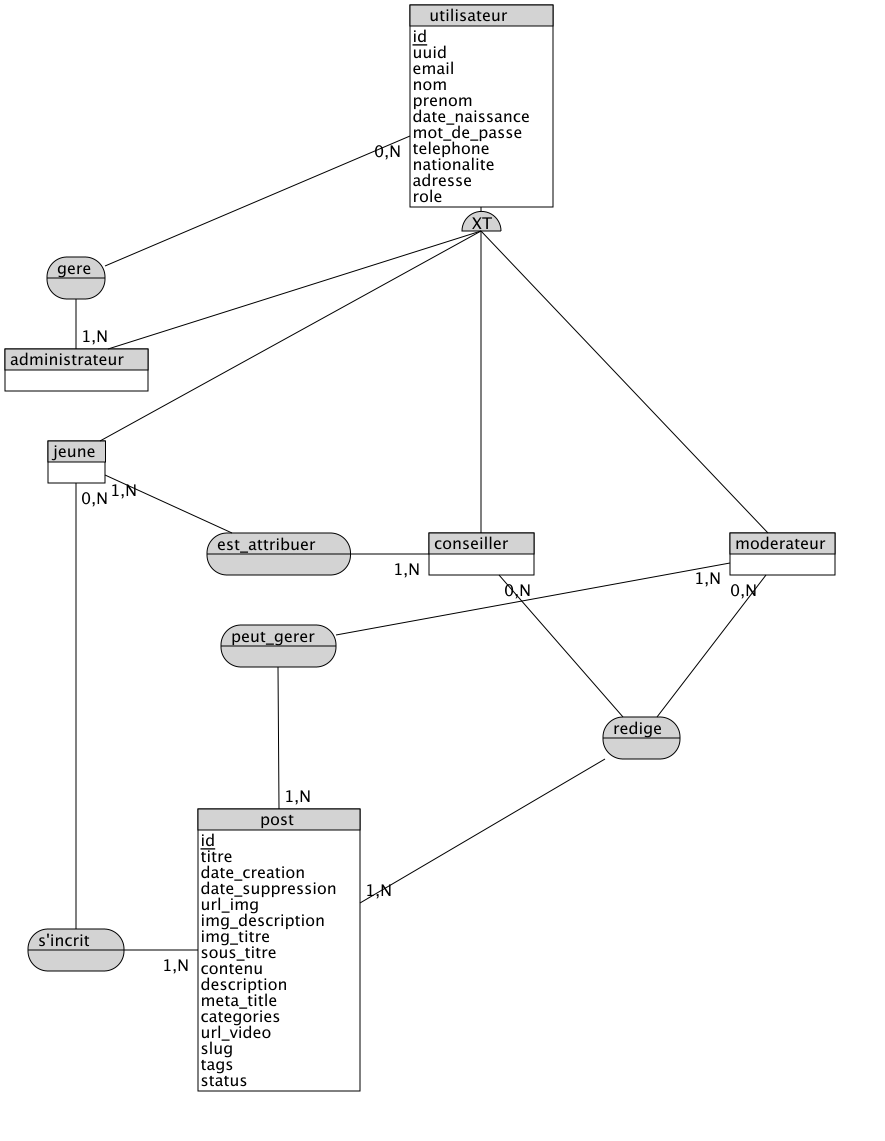 utilisateur
id
uuid
email
nom
prenom
date_naissance
mot_de_passe
telephone
nationalite
adresse
role
0,N
XT
gere
1,N
administrateur
jeune
0,N
1,N
est_attribuer
1,N
conseiller
0,N
moderateur
1,N
0,N
peut_gerer
redige
1,N
post
id
titre
date_creation
date_suppression
url_img
img_description
img_titre
sous_titre
contenu
description
meta_title
categories
url_video
slug
tags
status
1,N
s'incrit
1,N